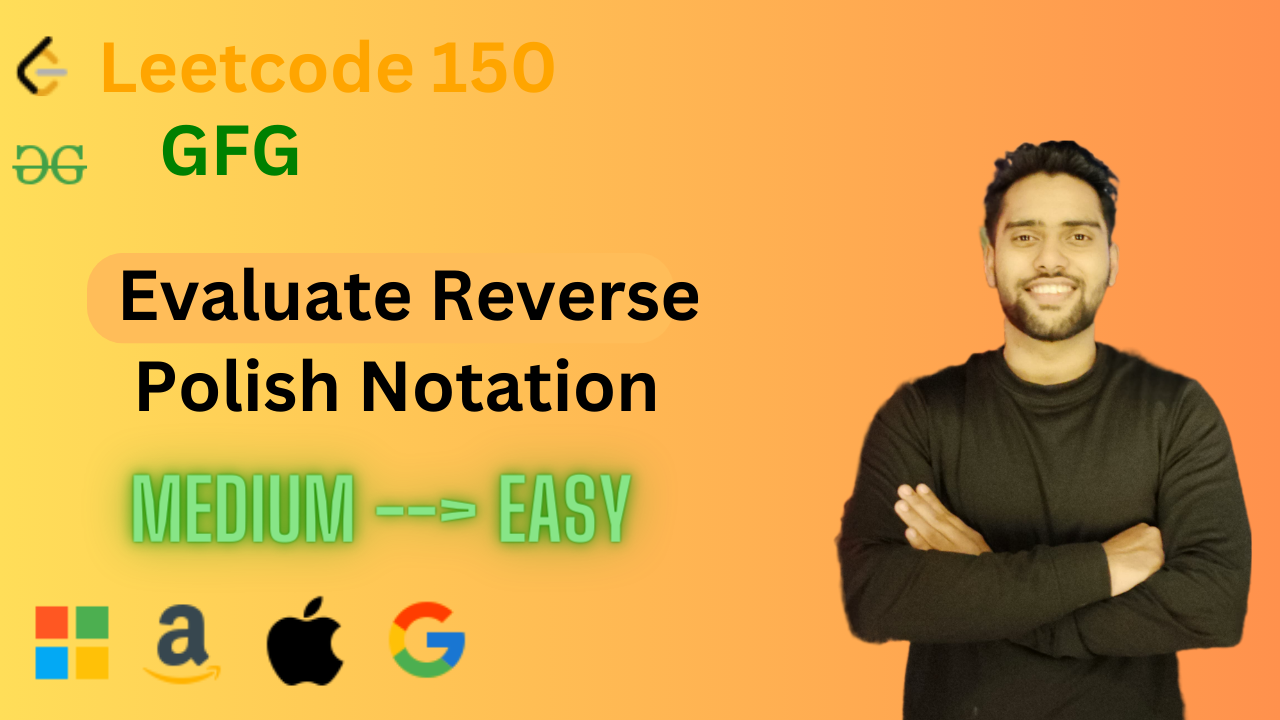 Leetcode 150
GFG
Evaluate Reverse
Polish Notation
MEDIUM --> EASY